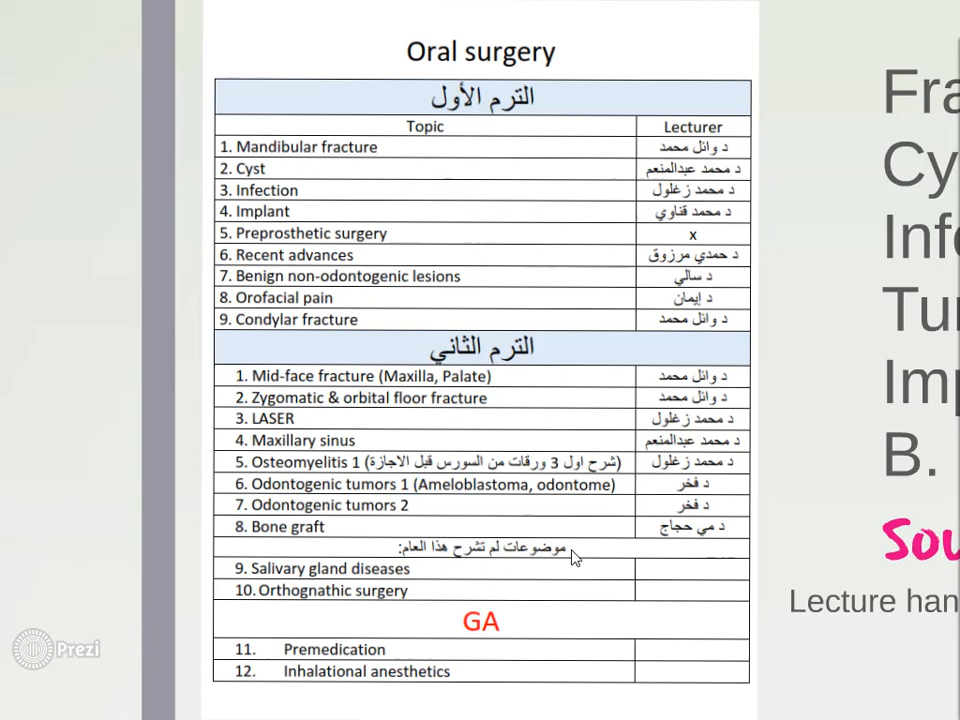 Oral surgery
الترم الأول
Topic Lecturer
1. Mandibular fracture د وائل محمد
2. Cyst د محمد عبدالمنعم
3. Infection د محمد زغلول
4. Implant د محمد قناوي
5. Preprosthetic surgery x
6. Recent advances د حمدي مرزوق
7. Benign non-odontogenic lesions د سالي
8. Orofacial pain د إيمان
9. Condylar fracture د وائل محمد
الترم الثاني
1. Mid-face fracture (Maxilla, Palate) د وائل محمد
2. Zygomatic & orbital floor fracture د وائل محمد
3. LASER د محمد زغلول
4. Maxillary sinus د محمد عبدالمنعم
5. Osteomyelitis 1 (شرح اول 3 ورقات من السورس قبل الاجازة) د محمد زغلول
6. Odontogenic tumors 1 (Ameloblastoma, odontome) د فخر
7. Odontogenic tumors 2 د فخر
8. Bone graft د مي حجاج
موضوعات لم تشرح هذا العام:
9. Salivary gland diseases
10. Orthognathic surgery
GA
11. Premedication
12. Inhalational anesthetics
Fra
Cy
Inf
Tu
Imp
B.
Sou
Lecture han
Prezi